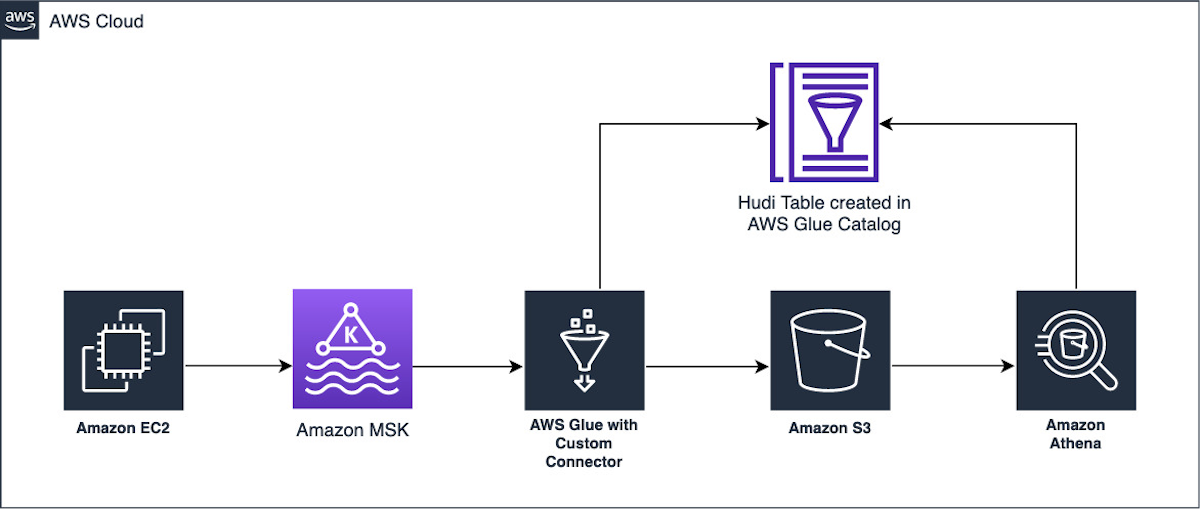 aws
AWS Cloud
Hudi Table created in
AWS Glue Catalog
K
Amazon EC2
Amazon MSK
AWS Glue with
Custom
Connector
Amazon S3
Amazon
Athena